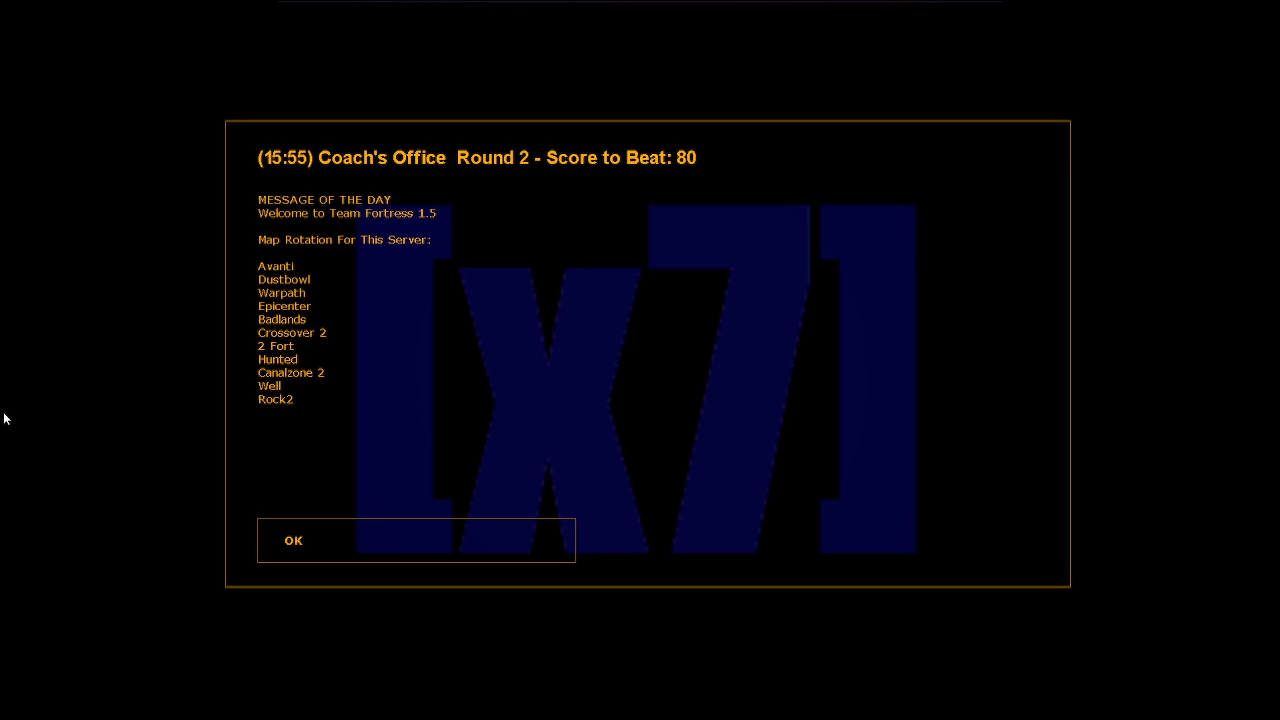 (15:55) Coach's Office  Round 2 - Score to Beat: 80
MESSAGE OF THE DAY
Welcome to Team Fortress 1.5
Map Rotation For This Server:
Avanti
Dustbowl
Warpath
Epicenter
Badlands
Crossover 2
2 Fort
Hunted
Canalzone 2
Well
Rock2
[x7]
OK